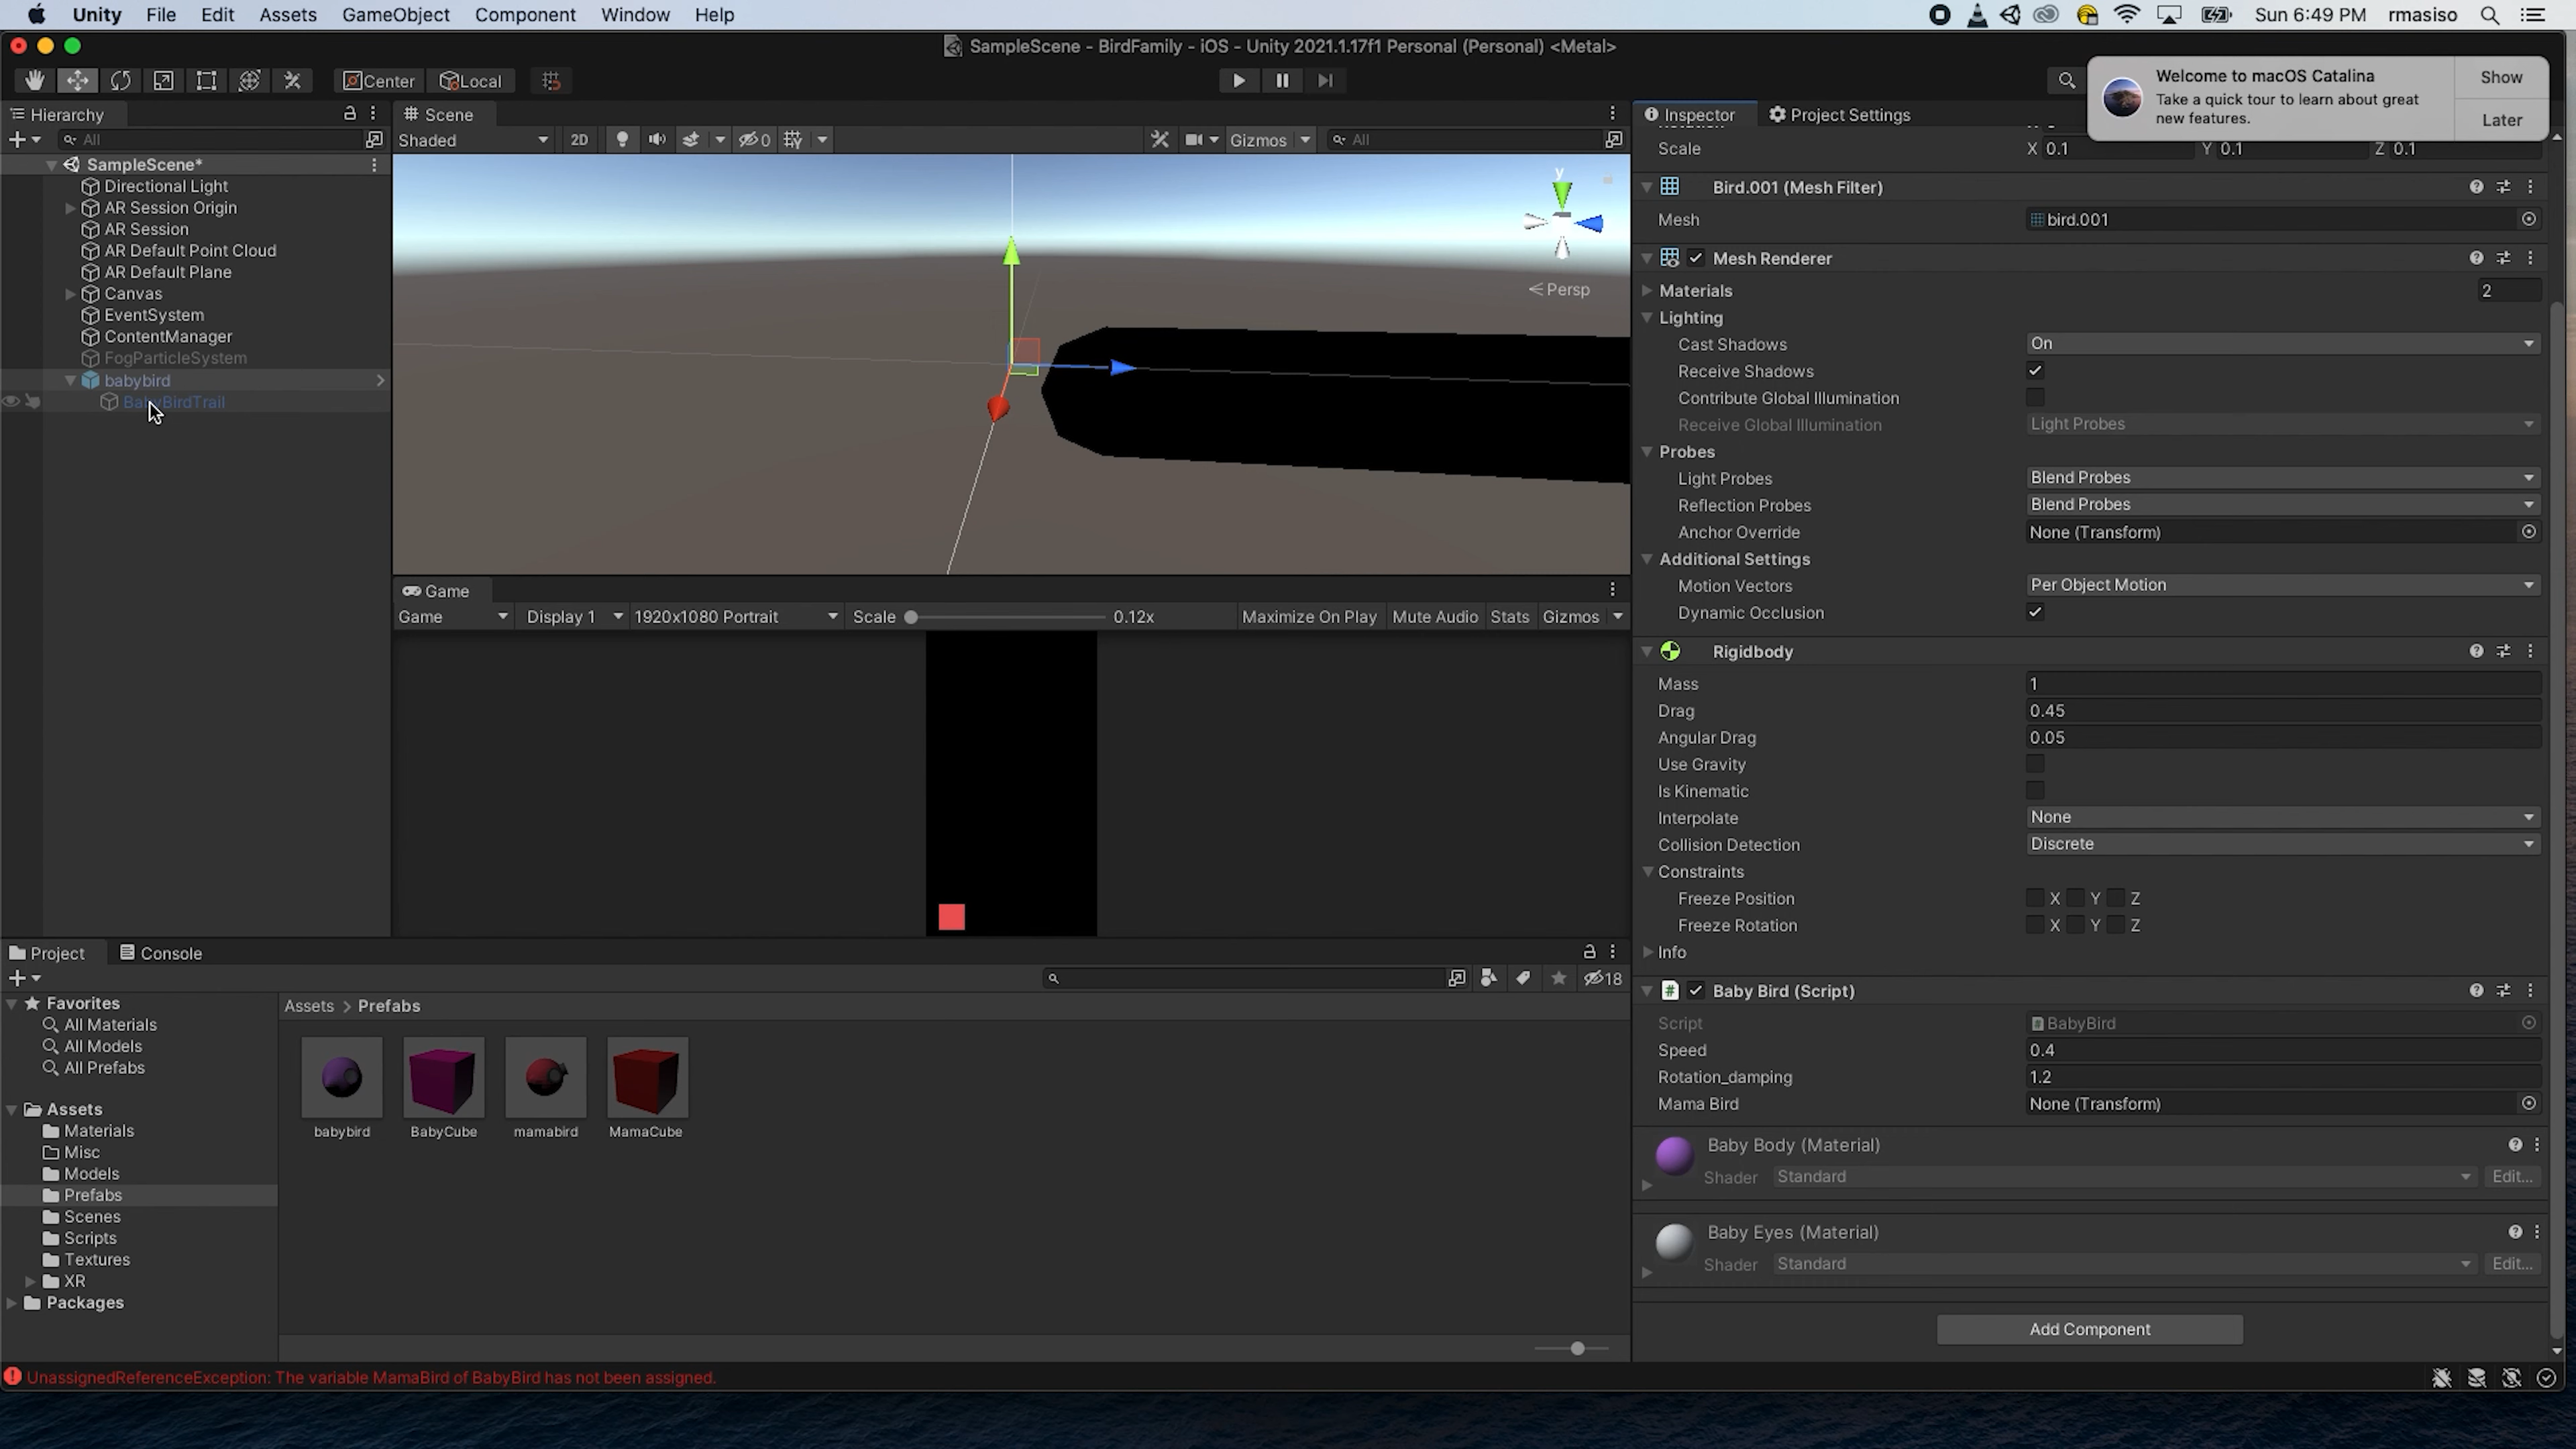 Unity File Edit Assets GameObject Component Window Help Sun 6:49 PM rmasiso
SampleScene - BirdFamily - iOS - Unity 2021.1.17f1 Personal (Personal) <Metal>
Center Local
Welcome to macOS Catalina
Take a quick tour to learn about great
new features.
Show
Later
Hierarchy
All
SampleScene*
Directional Light
AR Session Origin
AR Session
AR Default Point Cloud
AR Default Plane
Canvas
EventSystem
ContentManager
FogParticleSystem
babybird
BabyBirdTrail
Scene
Shaded 2D 0 Gizmos All
y
Persp
Game
Game Display 1 1920x1080 Portrait Scale 0.12x Maximize On Play Mute Audio Stats Gizmos
Inspector Project Settings
Scale X 0.1 Y 0.1 Z 0.1
Bird.001 (Mesh Filter)
Mesh bird.001
Mesh Renderer
Materials 2
Lighting
Cast Shadows On
Receive Shadows
Contribute Global Illumination
Receive Global Illumination Light Probes
Probes
Light Probes Blend Probes
Reflection Probes Blend Probes
Anchor Override None (Transform)
Additional Settings
Motion Vectors Per Object Motion
Dynamic Occlusion
Rigidbody
Mass 1
Drag 0.45
Angular Drag 0.05
Use Gravity
Is Kinematic
Interpolate None
Collision Detection Discrete
Constraints
Freeze Position X Y Z
Freeze Rotation X Y Z
Info
Baby Bird (Script)
Script BabyBird
Speed 0.4
Rotation_damping 1.2
Mama Bird None (Transform)
Baby Body (Material)
Shader Standard Edit...
Baby Eyes (Material)
Shader Standard Edit...
Add Component
Project Console
18
Favorites
All Materials
All Models
All Prefabs
Assets
Materials
Misc
Models
Prefabs
Scenes
Scripts
Textures
XR
Packages
Assets > Prefabs
babybird BabyCube mamabird MamaCube
UnassignedReferenceException: The variable MamaBird of BabyBird has not been assigned.